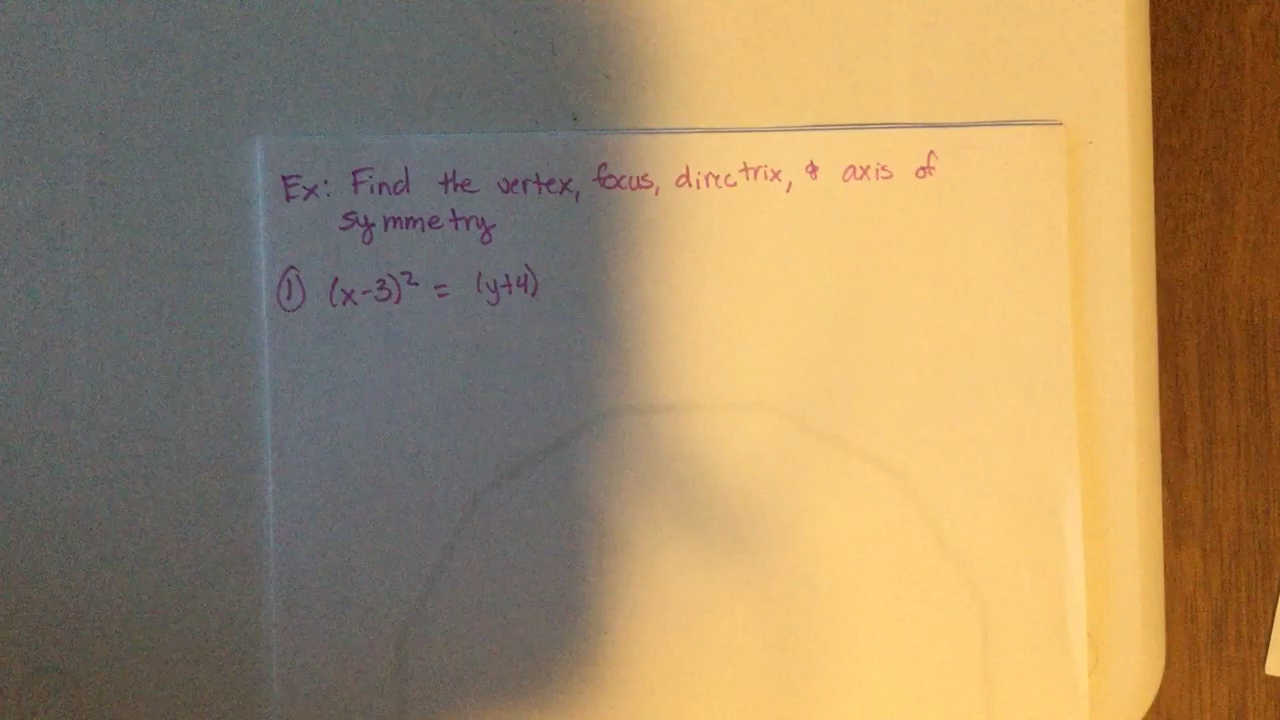 Ex: Find the vertex, focus, directrix, & axis of
symmetry
① (x-3)² = (y+4)